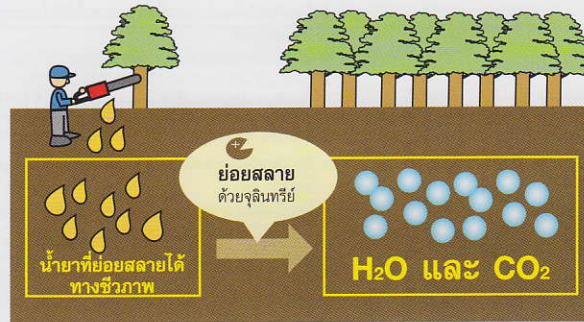 ย่อยสลาย
ด้วยจุลินทรีย์
น้ำยาที่ย่อยสลายได้
ทางชีวภาพ
H₂O และ CO₂